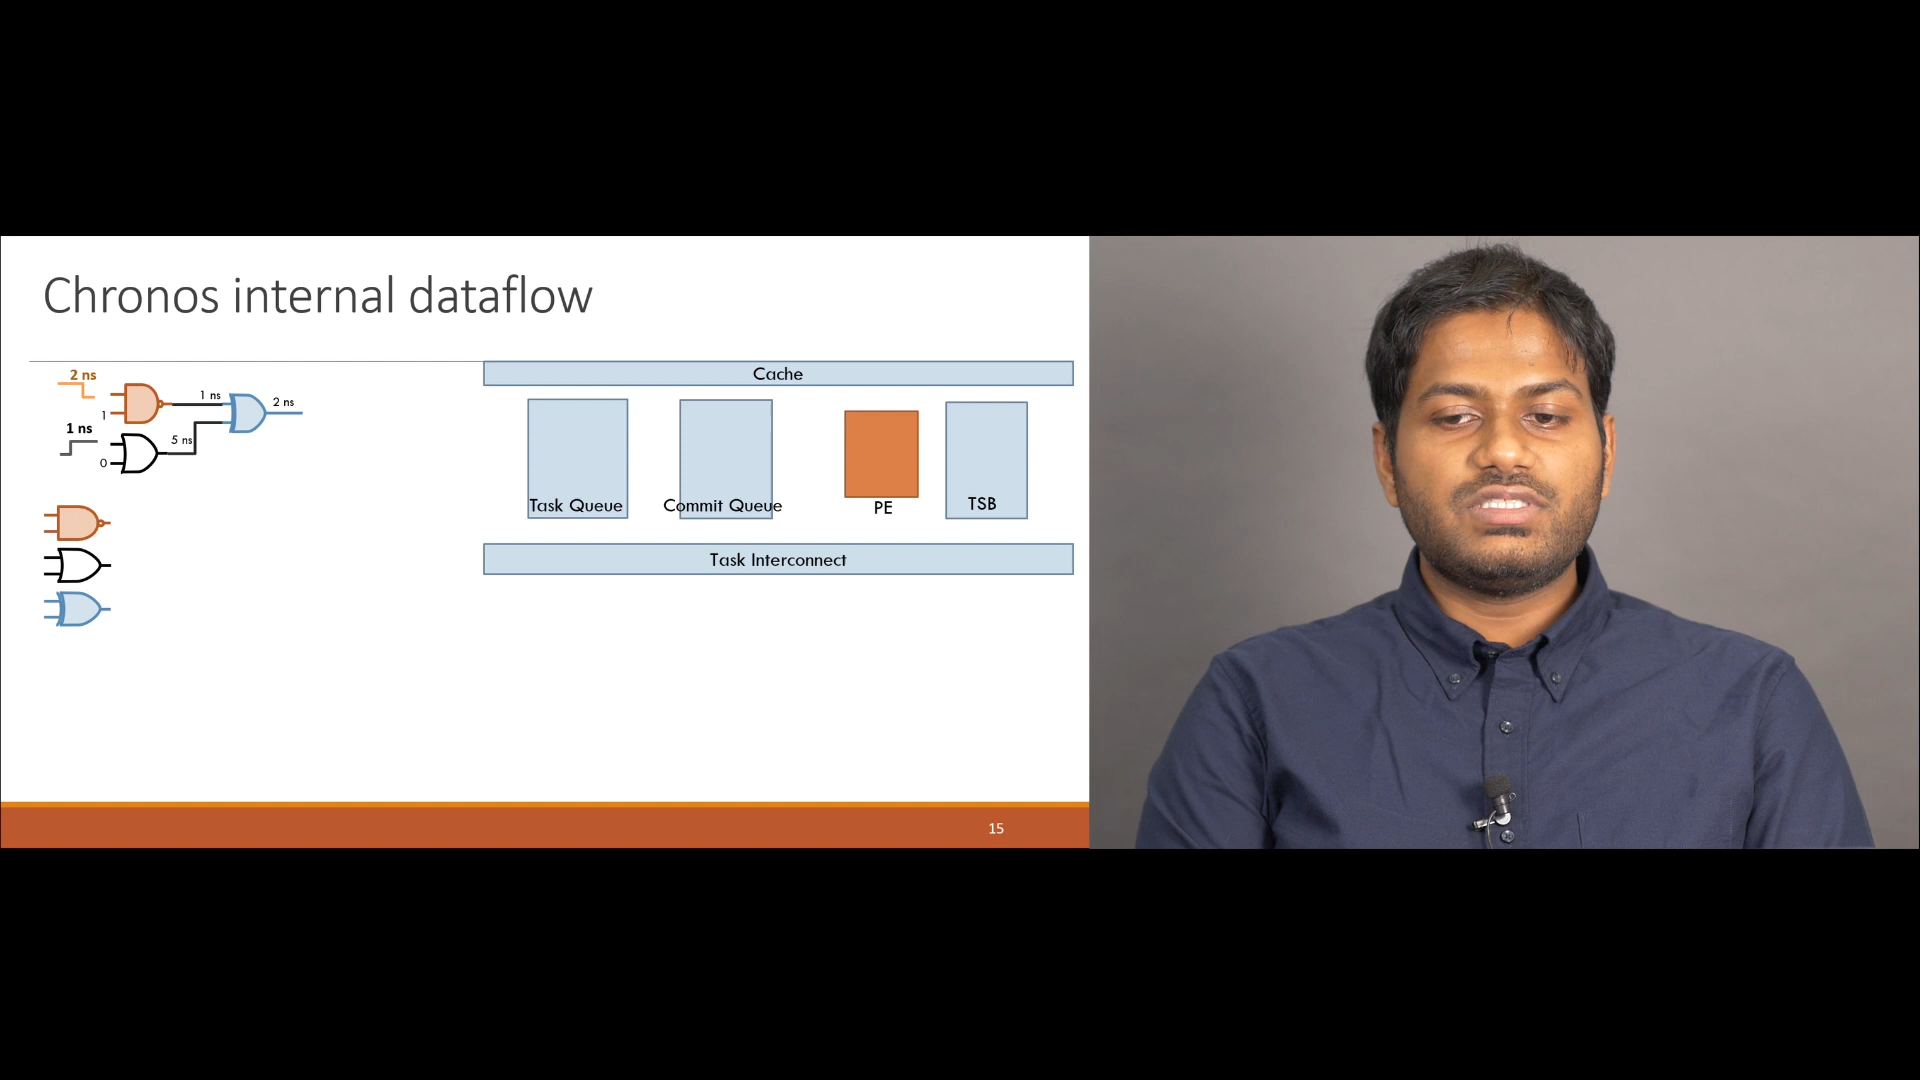 Chronos internal dataflow
2 ns
1 ns
2 ns
1
1 ns
5 ns
0
Cache
Task Queue
Commit Queue
PE
TSB
Task Interconnect
15